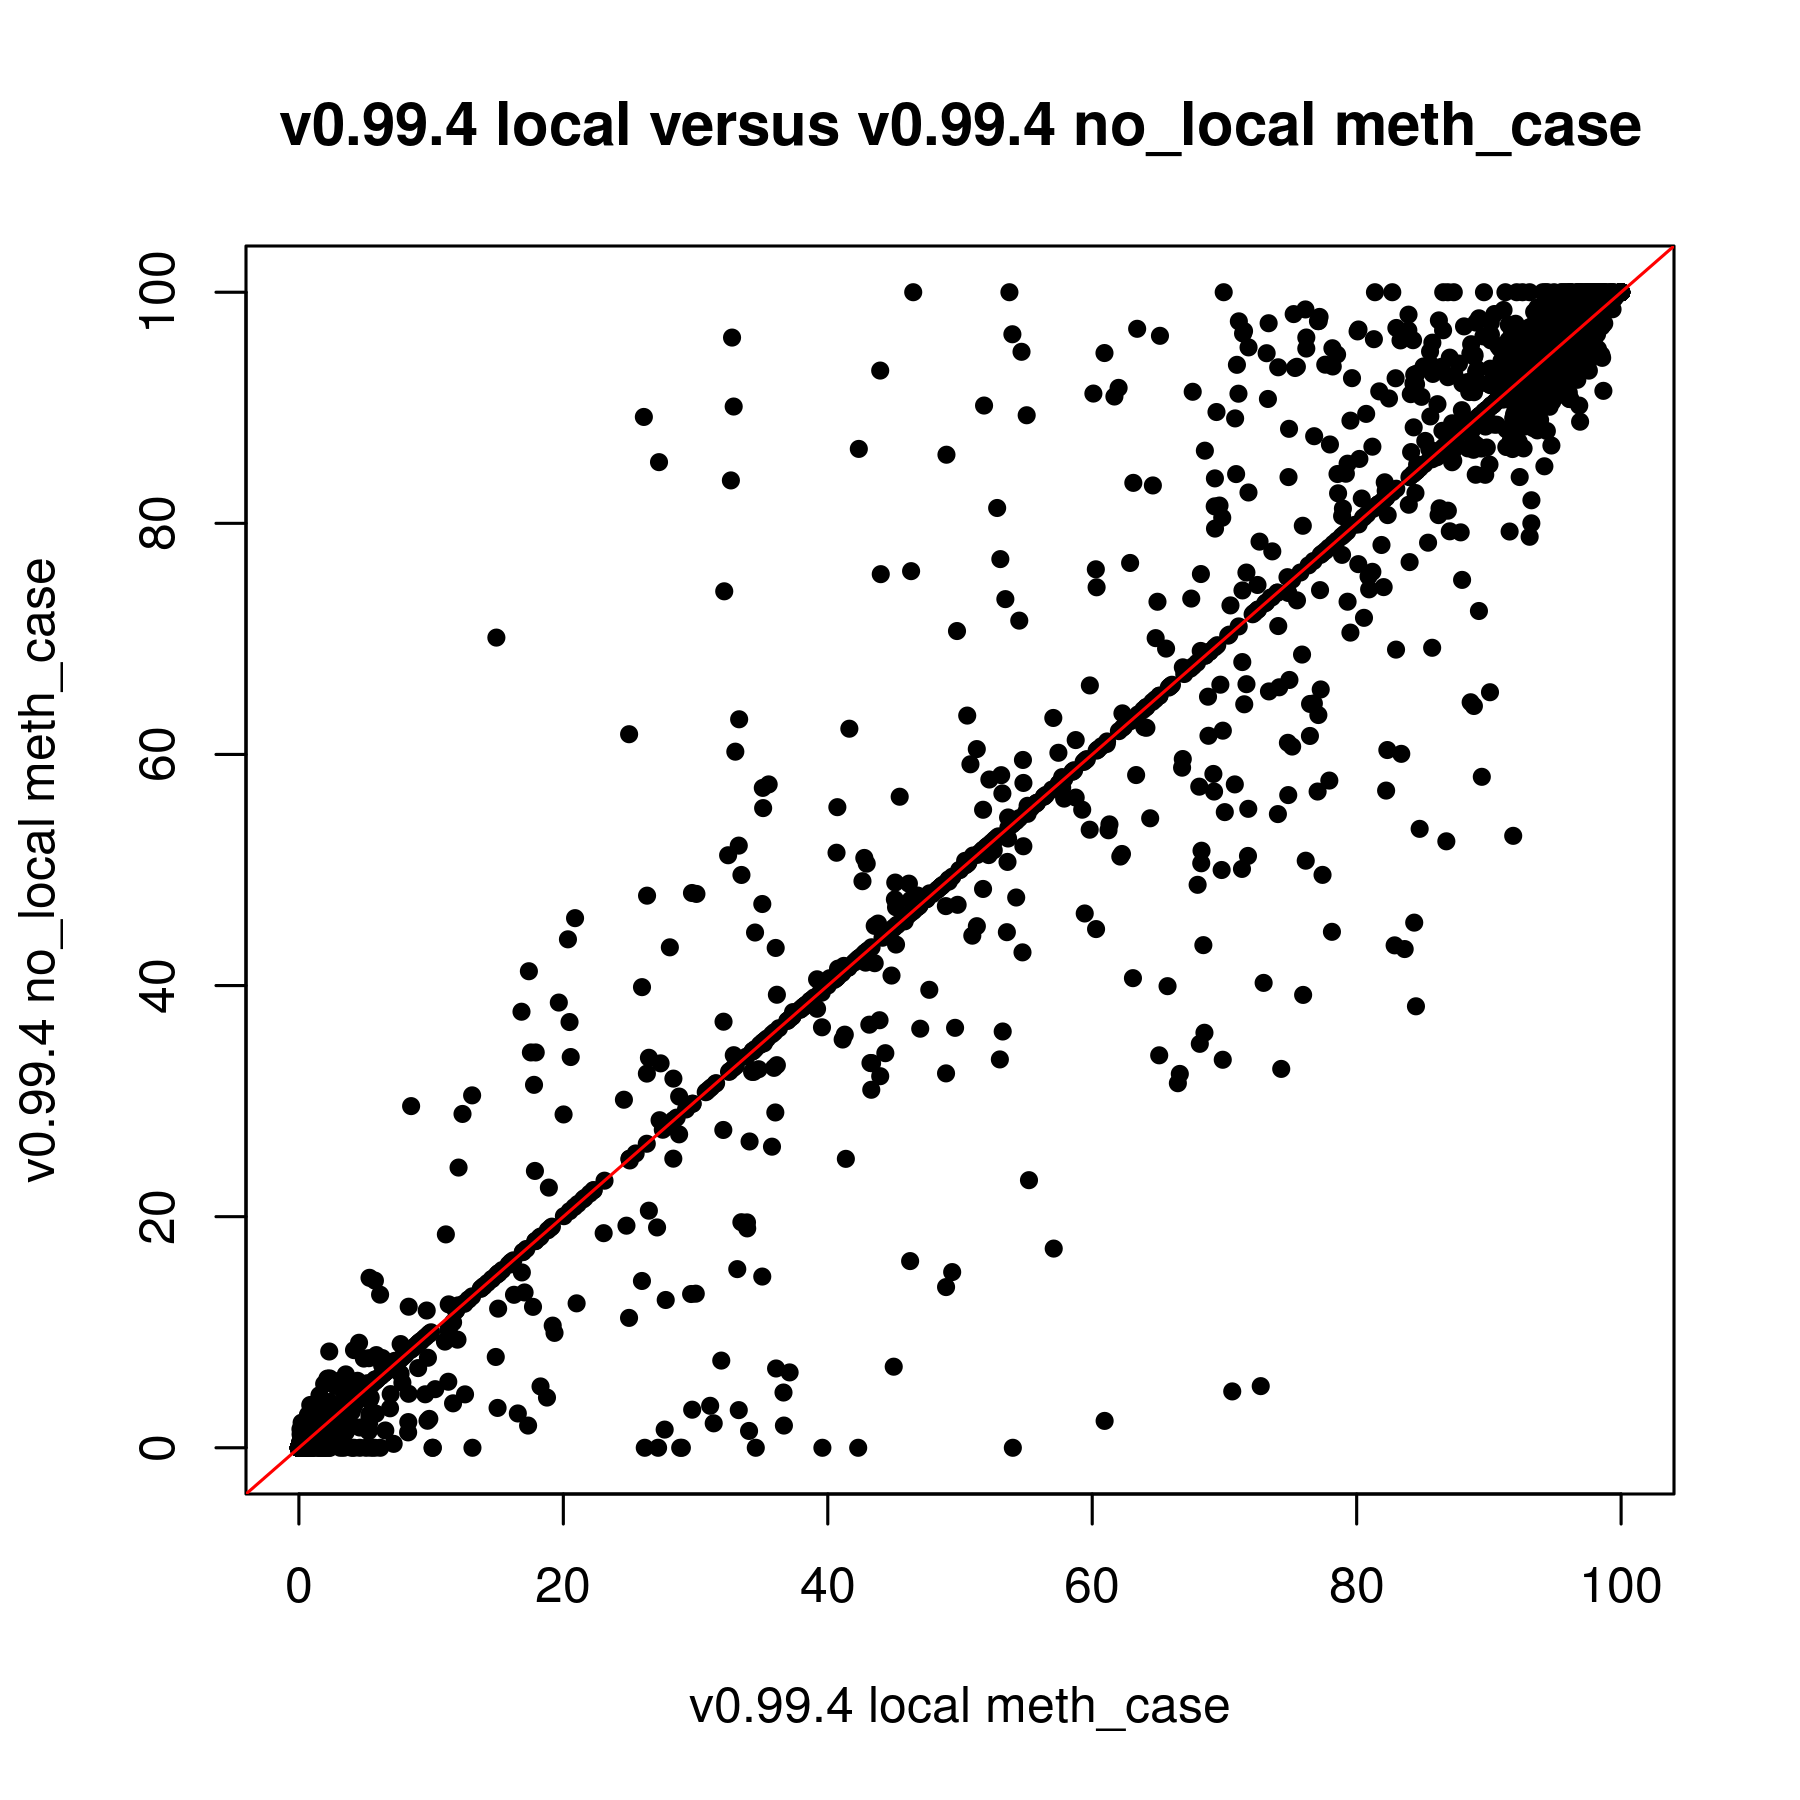 v0.99.4 local versus v0.99.4 no_local meth_case
v0.99.4 no_local meth_case
100
80
60
40
20
0
0 20 40 60 80 100
v0.99.4 local meth_case